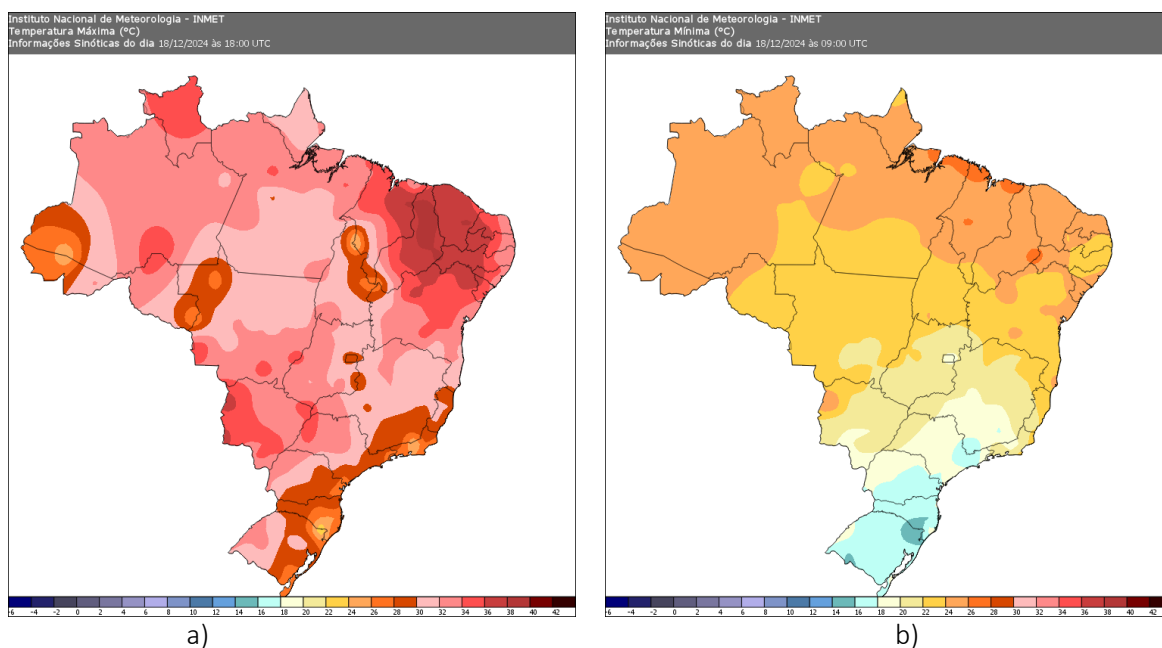 Instituto Nacional de Meteorologia - INMET
Temperatura Máxima (ºC)
Informações Sinóticas do dia 18/12/2024 às 18:00 UTC
-6 -4 -2 0 2 4 6 8 10 12 14 16 18 20 22 24 26 28 30 32 34 36 38 40 42
a)
Instituto Nacional de Meteorologia - INMET
Temperatura Mínima (ºC)
Informações Sinóticas do dia 18/12/2024 às 09:00 UTC
-6 -4 -2 0 2 4 6 8 10 12 14 16 18 20 22 24 26 28 30 32 34 36 38 40 42
b)